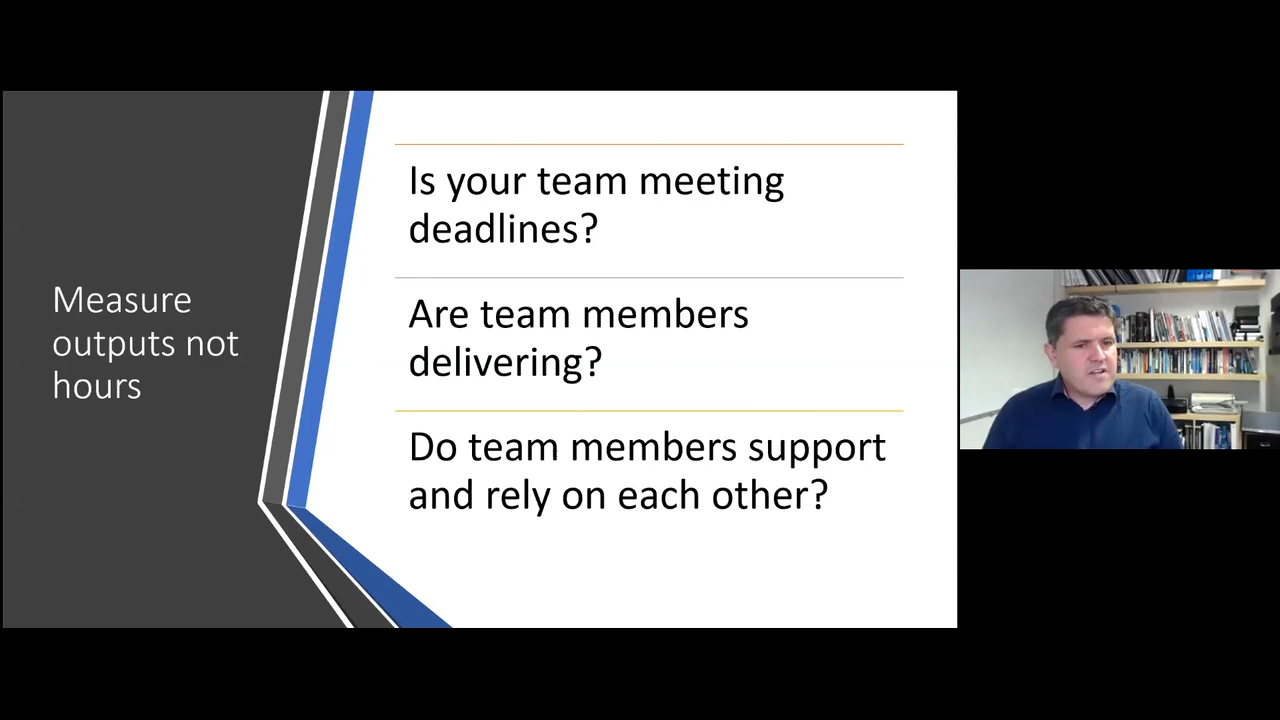 Measure
outputs not
hours
Is your team meeting
deadlines?
Are team members
delivering?
Do team members support
and rely on each other?